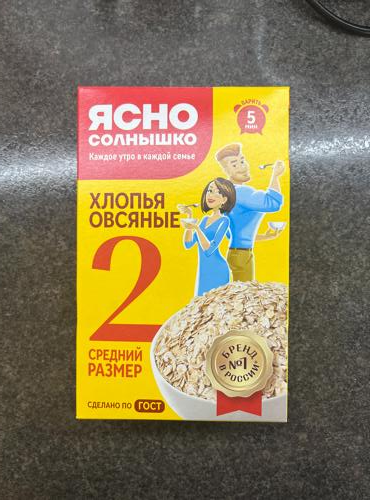 ЯСНО
СОЛНЫШКО
Каждое утро в каждой семье
ВАРИТЬ
5
МИН
ХЛОПЬЯ
ОВСЯНЫЕ
2
СРЕДНИЙ
РАЗМЕР
СДЕЛАНО ПО ГОСТ
БРЕНД
№1
В РОССИИ